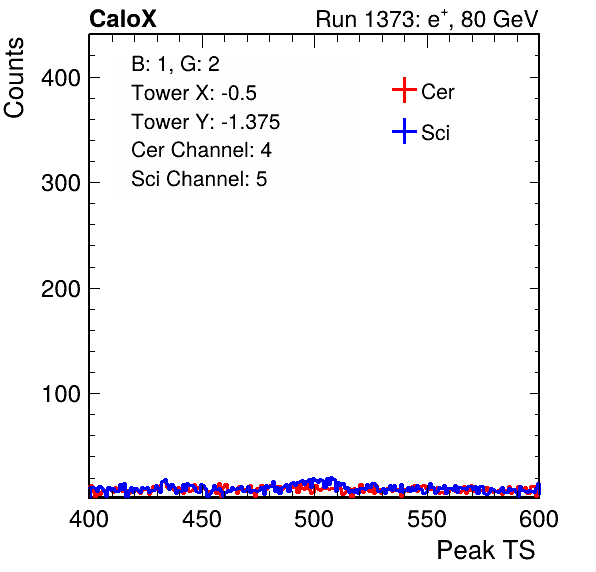 CaloX Run 1373: e⁺, 80 GeV
Counts
B: 1, G: 2
Tower X: -0.5
Tower Y: -1.375
Cer Channel: 4
Sci Channel: 5
Cer
Sci
400
300
200
100
400 450 500 550 600
Peak TS